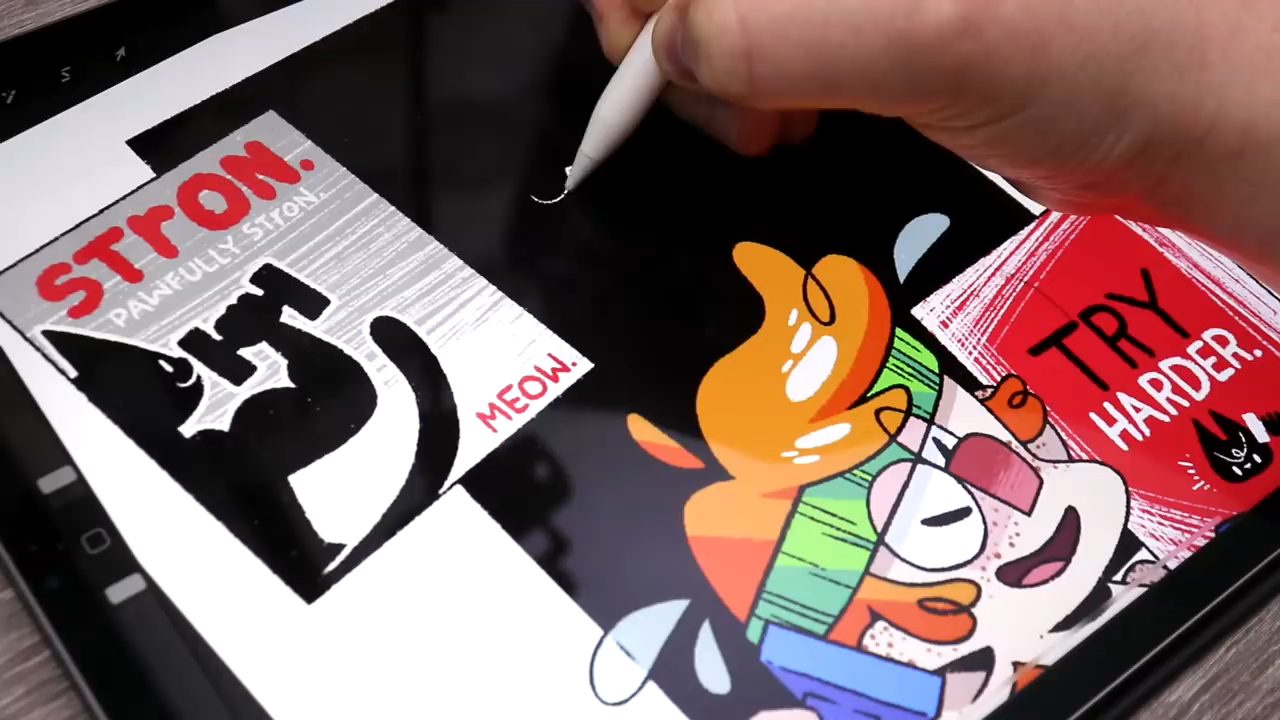 STrON.
PAWFULLY STrON.
MEOW.
TRY
HARDER.